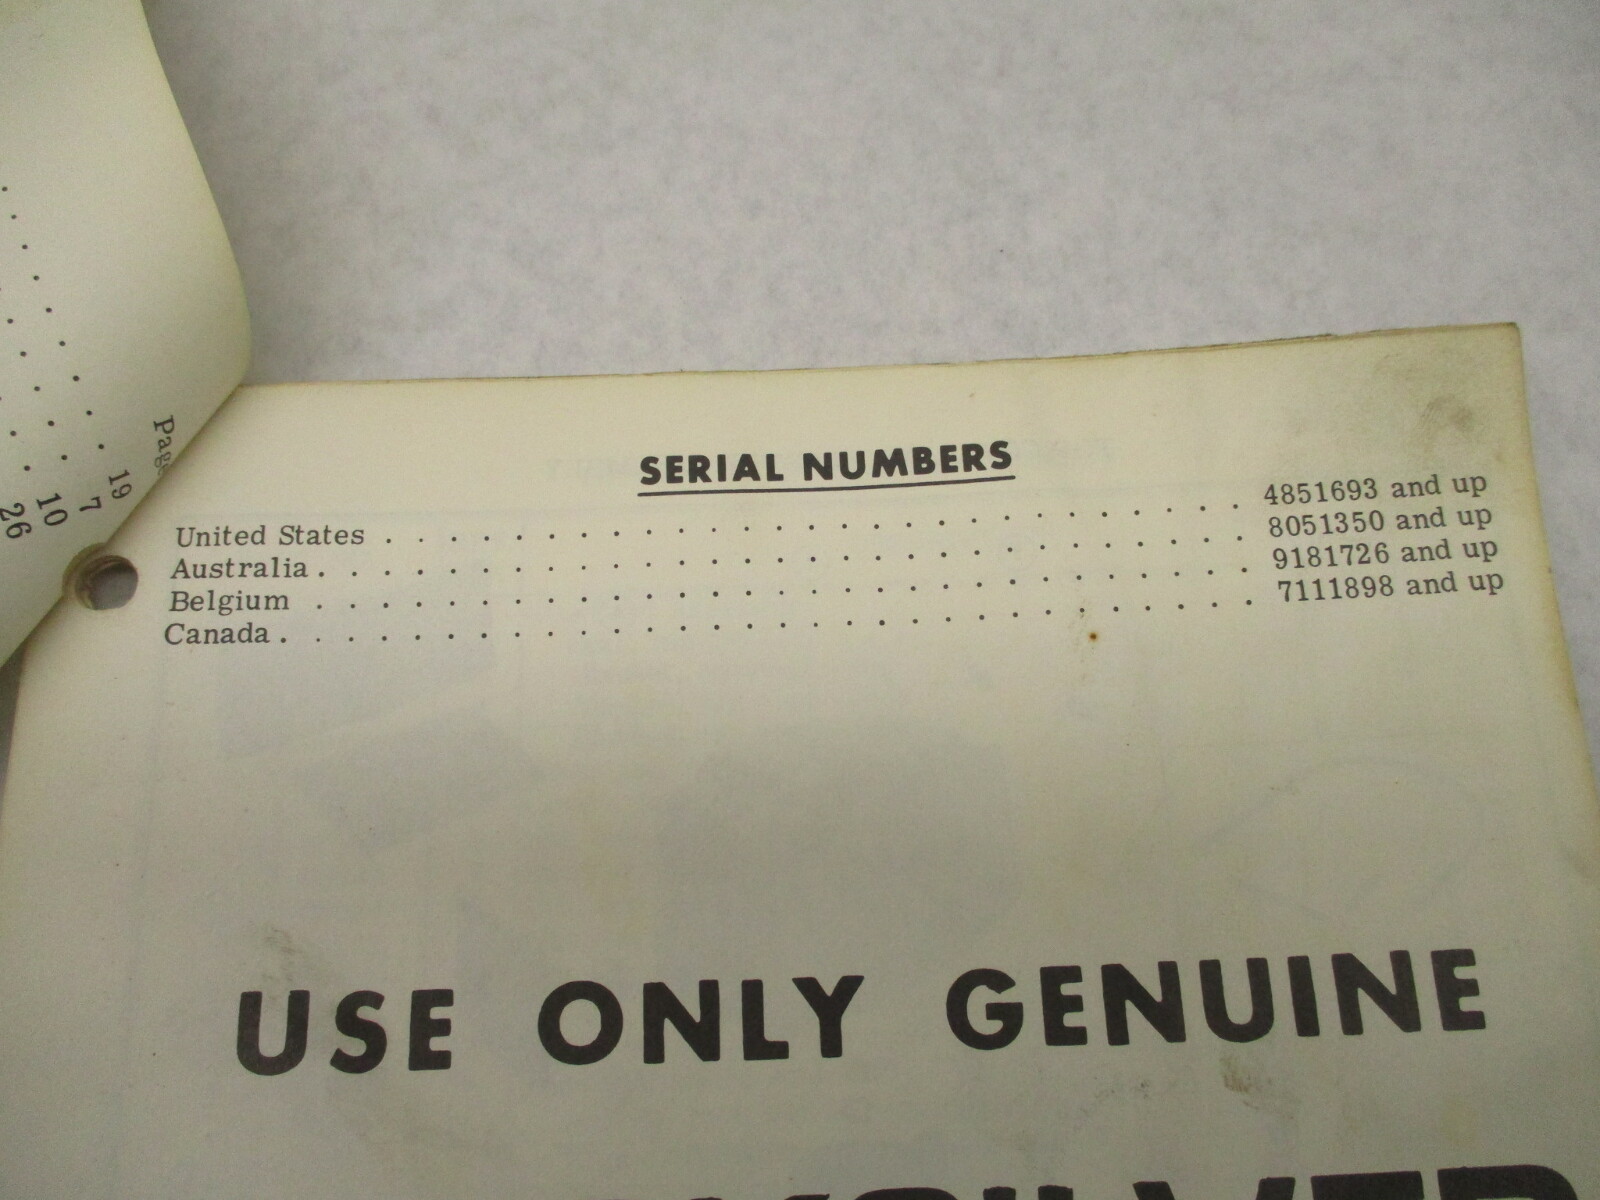 Page
19
7
10
26
SERIAL NUMBERS
United States . . . . . . . . . . . . . . . . . . . . . . . . . . . 4851693 and up
Australia . . . . . . . . . . . . . . . . . . . . . . . . . . . . . 8051350 and up
Belgium . . . . . . . . . . . . . . . . . . . . . . . . . . . . . 9181726 and up
Canada . . . . . . . . . . . . . . . . . . . . . . . . . . . . . . 7111898 and up
USE ONLY GENUINE